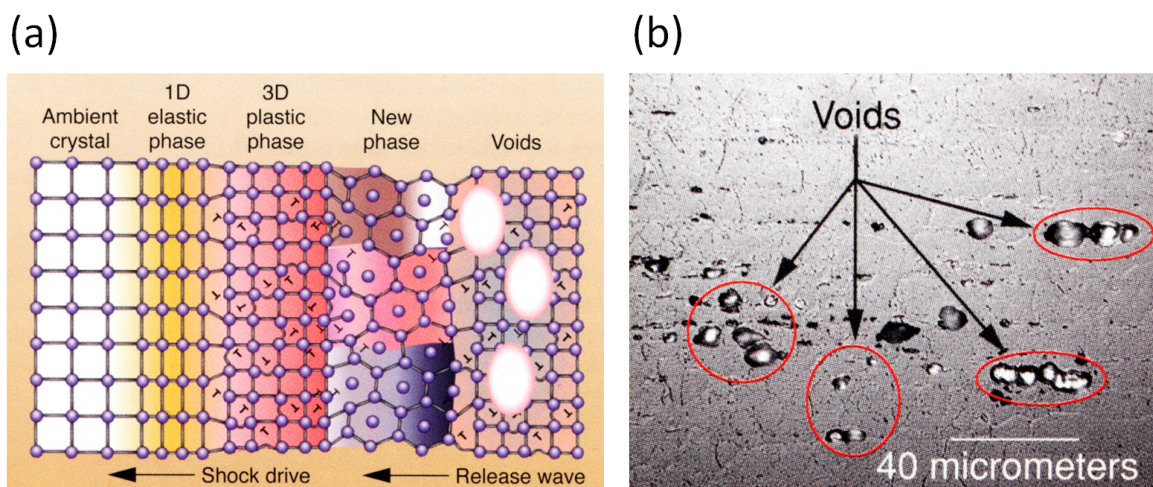 (a)
Ambient
crystal
1D
elastic
phase
3D
plastic
phase
New
phase
Voids
Shock drive
Release wave
(b)
Voids
40 micrometers